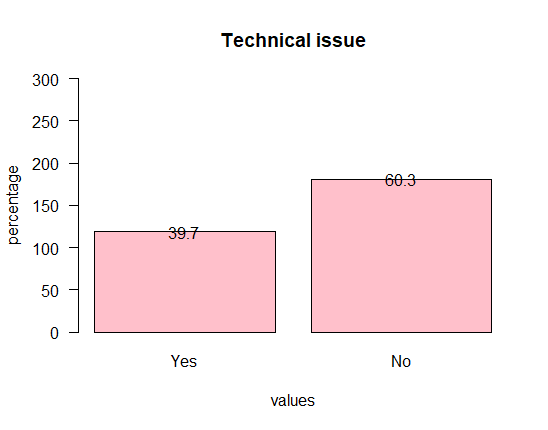 Technical issue
300
250
200
150
100
50
0
percentage
39.7
60.3
Yes No
values